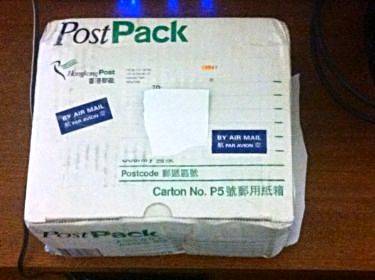 PostPack
Hongkong Post
香港郵政
BY AIR MAIL
航 PAR AVION 空
BY AIR MAIL
航 PAR AVION 空
Postcode 郵遞區號
Carton No. P5 號郵用紙箱
PostPack